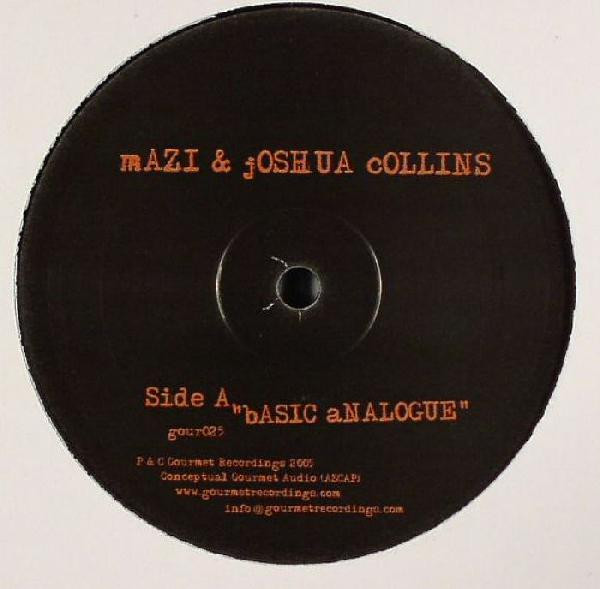 mAZI & jOSHUA cOLLINS
Side A "bASIC aNALOGUE"
gour025
P & C Gourmet Recordings 2005
Conceptual Gourmet Audio (ASCAP)
www.gourmetrecordings.com
info@gourmetrecordings.com